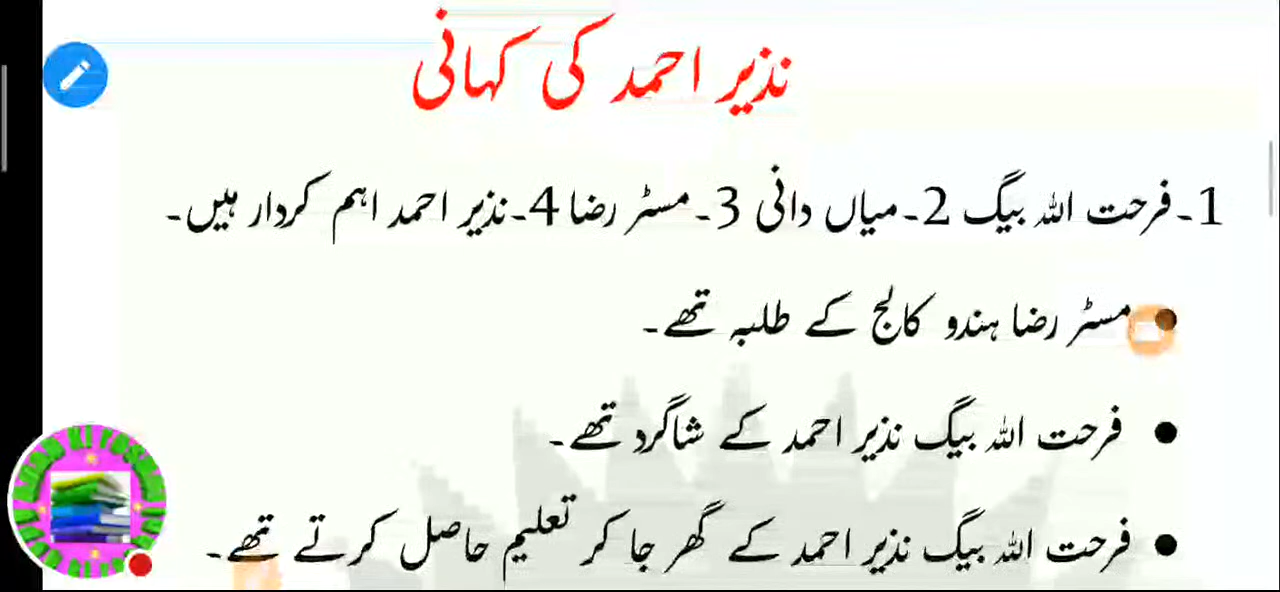 نذیر احمد کی کہانی
1۔فرحت اللہ بیگ 2۔میاں دانی 3۔مسٹر رضا 4۔نذیر احمد اہم کردار ہیں۔
• مسٹر رضا ہندو کالج کے طلبہ تھے۔
• فرحت اللہ بیگ نذیر احمد کے شاگرد تھے۔
• فرحت اللہ بیگ نذیر احمد کے گھر جا کر تعلیم حاصل کرتے تھے۔